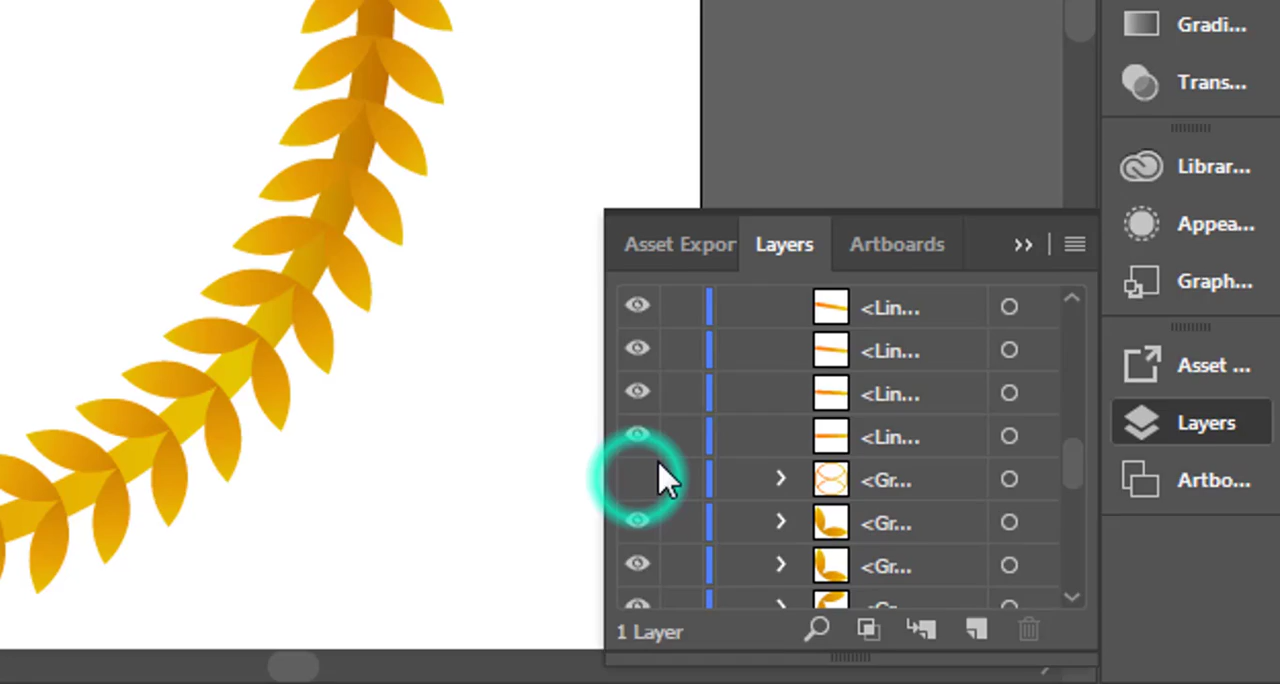 Gradi...
Trans...
Librar...
Appea...
Graph...
Asset ...
Layers
Artbo...
Asset Expor
Layers
Artboards
<Lin...
<Lin...
<Lin...
<Lin...
<Gr...
<Gr...
<Gr...
1 Layer